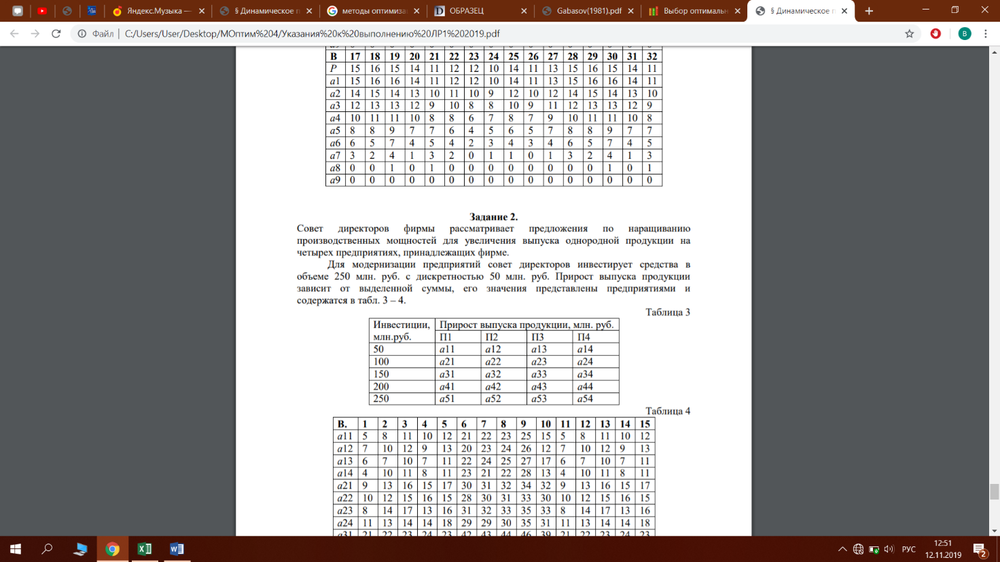 Яндекс.Музыка —
§ Динамическое п
методы оптимиза
ОБРАЗЕЦ
Gabasov(1981).pdf
Выбор оптимальн
§ Динамическое п
Файл | C:/Users/User/Desktop/МОптим%204/Указания%20к%20выполнению%20ЛР1%202019.pdf
В 17 18 19 20 21 22 23 24 25 26 27 28 29 30 31 32
P 15 16 15 14 11 12 12 10 14 11 13 15 16 15 14 11
a1 15 16 16 14 11 12 12 10 14 11 13 15 16 16 14 11
a2 14 15 14 13 10 11 10 9 12 10 12 14 15 14 13 10
a3 12 13 13 12 9 10 8 8 10 9 11 12 13 13 12 9
a4 10 11 11 10 8 8 6 7 8 7 9 10 11 11 10 8
a5 8 8 9 7 7 6 4 5 6 5 7 8 8 9 7 7
a6 6 5 7 4 5 4 2 3 4 3 4 6 5 7 4 5
a7 3 2 4 1 3 2 0 1 1 0 1 3 2 4 1 3
a8 0 0 1 0 1 0 0 0 0 0 0 0 0 1 0 1
a9 0 0 0 0 0 0 0 0 0 0 0 0 0 0 0 0
Задание 2.
Совет директоров фирмы рассматривает предложения по наращиванию
производственных мощностей для увеличения выпуска однородной продукции на
четырех предприятиях, принадлежащих фирме.
Для модернизации предприятий совет директоров инвестирует средства в
объеме 250 млн. руб. с дискретностью 50 млн. руб. Прирост выпуска продукции
зависит от выделенной суммы, его значения представлены предприятиями и
содержатся в табл. 3 – 4.
Таблица 3
Инвестиции, Прирост выпуска продукции, млн. руб.
млн.руб. П1 П2 П3 П4
50 a11 a12 a13 a14
100 a21 a22 a23 a24
150 a31 a32 a33 a34
200 a41 a42 a43 a44
250 a51 a52 a53 a54
Таблица 4
В. 1 2 3 4 5 6 7 8 9 10 11 12 13 14 15
a11 5 8 11 10 12 21 22 23 25 15 5 8 11 10 12
a12 7 10 12 9 13 20 23 24 26 12 7 10 12 9 13
a13 6 7 10 7 11 22 24 25 27 17 6 7 10 7 11
a14 4 10 11 8 11 23 21 22 28 13 4 10 11 8 11
a21 9 13 16 15 17 30 31 32 34 32 9 13 16 15 17
a22 10 12 15 16 15 28 30 31 33 30 10 12 15 16 15
a23 8 14 17 13 16 31 32 33 35 33 8 14 17 13 16
a24 11 13 14 14 18 29 29 30 35 31 11 13 14 14 18
a31 21 22 23 24 23 42 43 44 46 39 21 22 23 24 23
РУС
12:51
12.11.2019
2